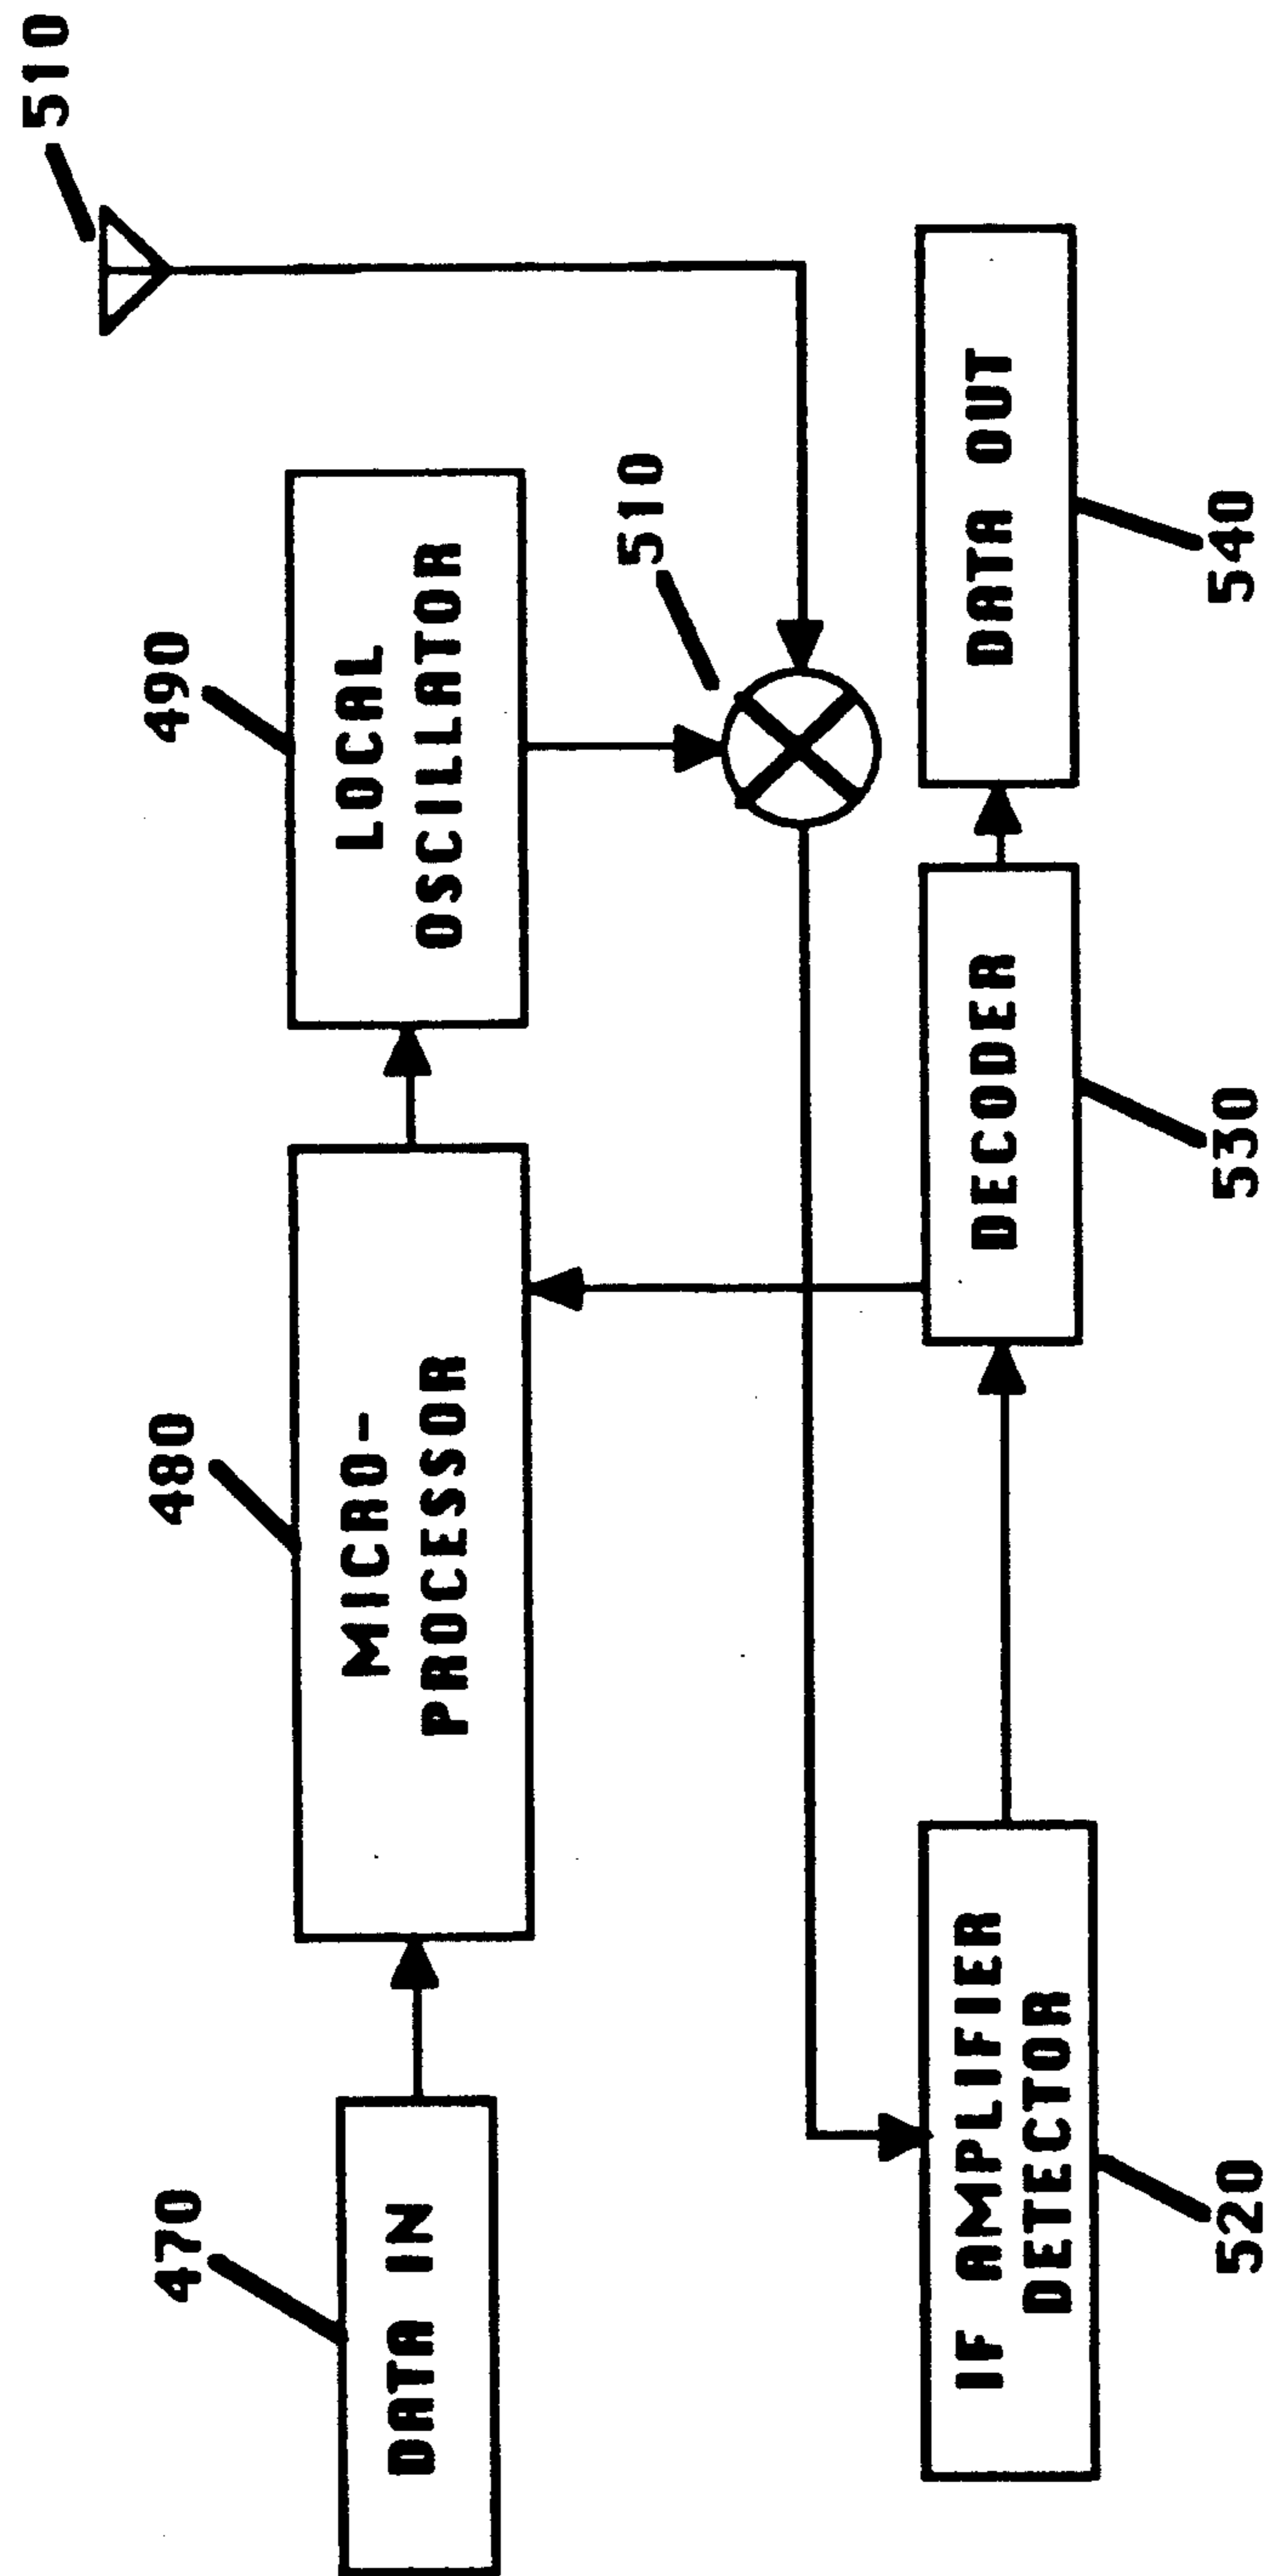 510
490
480
470
LOCAL
OSCILLATOR
MICRO-
PROCESSOR
DATA IN
510
DATA OUT
DECODER
IF AMPLIFIER
DETECTOR
540
530
520